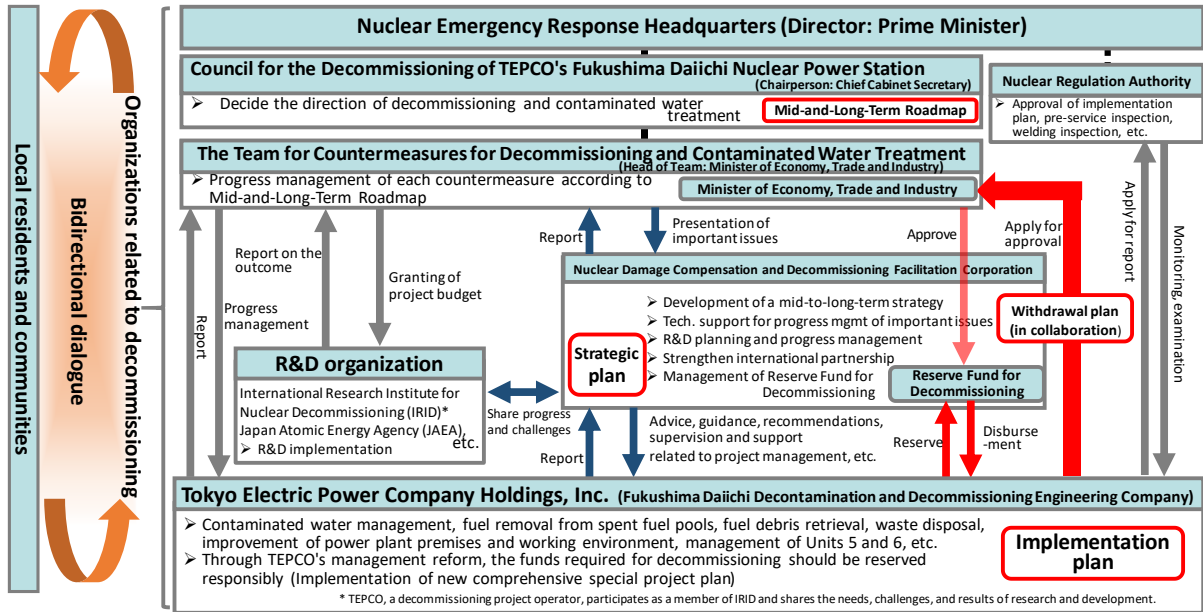 Local residents and communities
Bidirectional dialogue
Organizations related to decommissioning
Nuclear Emergency Response Headquarters (Director: Prime Minister)
Council for the Decommissioning of TEPCO's Fukushima Daiichi Nuclear Power Station
(Chairperson: Chief Cabinet Secretary)
➢ Decide the direction of decommissioning and contaminated water
treatment
Mid-and-Long-Term Roadmap
Nuclear Regulation Authority
➢ Approval of implementation
plan, pre-service inspection,
welding inspection, etc.
The Team for Countermeasures for Decommissioning and Contaminated Water Treatment
(Head of Team: Minister of Economy, Trade and Industry)
➢ Progress management of each countermeasure according to
Mid-and-Long-Term Roadmap
Minister of Economy, Trade and Industry
Report
Progress
management
Report on the
outcome
Granting of
project budget
Report
Presentation of
important issues
Approve
Apply for
approval
Apply for report
Monitoring, examination
Nuclear Damage Compensation and Decommissioning Facilitation Corporation
➢ Development of a mid-to-long-term strategy
➢ Tech. support for progress mgmt of important issues
➢ R&D planning and progress management
➢ Strengthen international partnership
➢ Management of Reserve Fund for
Decommissioning
Strategic
plan
Reserve Fund for
Decommissioning
Withdrawal plan
(in collaboration)
R&D organization
International Research Institute for
Nuclear Decommissioning (IRID)*
Japan Atomic Energy Agency (JAEA),
etc.
➢ R&D implementation
Share progress
and challenges
Report
Advice, guidance, recommendations,
supervision and support
related to project management, etc.
Reserve
Disburse
-ment
Tokyo Electric Power Company Holdings, Inc. (Fukushima Daiichi Decontamination and Decommissioning Engineering Company)
➢ Contaminated water management, fuel removal from spent fuel pools, fuel debris retrieval, waste disposal,
improvement of power plant premises and working environment, management of Units 5 and 6, etc.
➢ Through TEPCO's management reform, the funds required for decommissioning should be reserved
responsibly (Implementation of new comprehensive special project plan)
Implementation
plan
* TEPCO, a decommissioning project operator, participates as a member of IRID and shares the needs, challenges, and results of research and development.